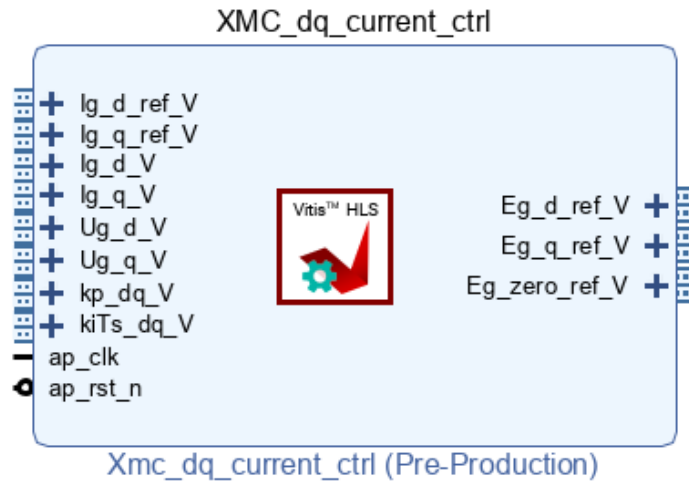 XMC_dq_current_ctrl
Ig_d_ref_V
Ig_q_ref_V
Ig_d_V
Ig_q_V
Ug_d_V
Ug_q_V
kp_dq_V
kiTs_dq_V
ap_clk
ap_rst_n
Vitis™ HLS
Eg_d_ref_V
Eg_q_ref_V
Eg_zero_ref_V
Xmc_dq_current_ctrl (Pre-Production)